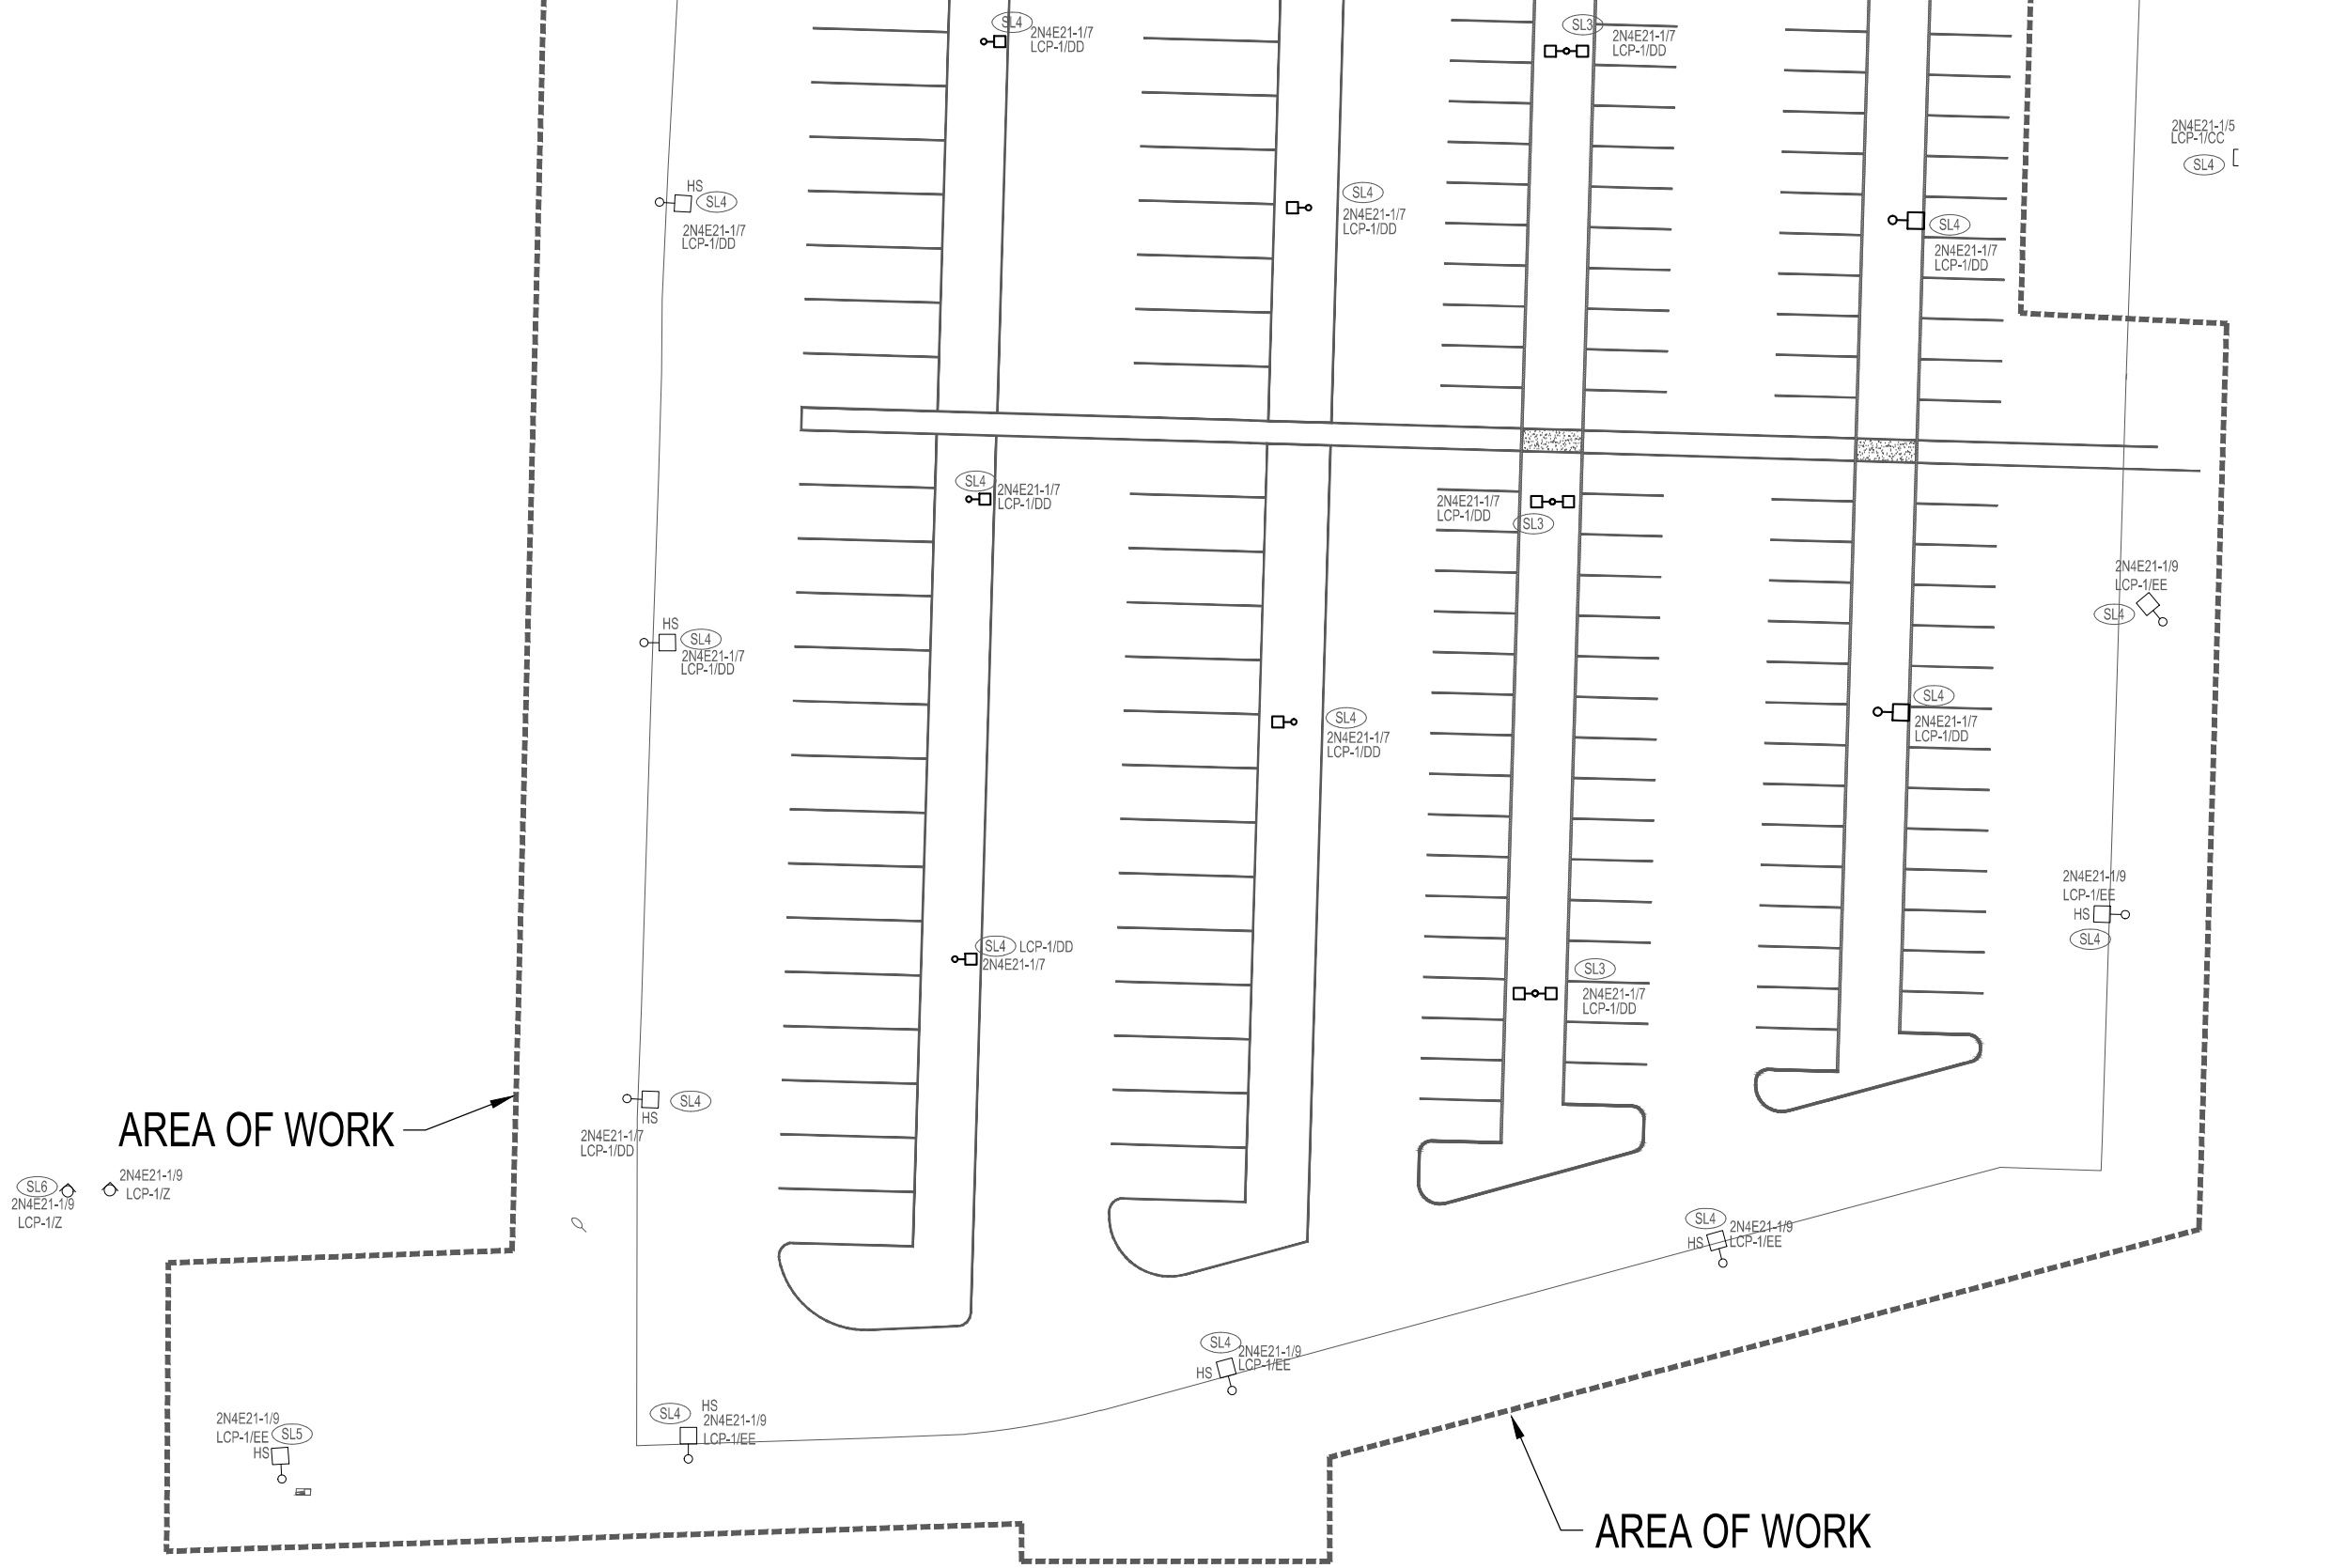 SL4
2N4E21-1/7
LCP-1/DD
SL3
2N4E21-1/7
LCP-1/DD
2N4E21-1/5
LCP-1/CC
SL4
HS
SL4
2N4E21-1/7
LCP-1/DD
SL4
2N4E21-1/7
LCP-1/DD
SL4
2N4E21-1/7
LCP-1/DD
SL4
2N4E21-1/7
LCP-1/DD
2N4E21-1/7
LCP-1/DD
SL3
2N4E21-1/9
LCP-1/EE
SL4
HS
SL4
2N4E21-1/7
LCP-1/DD
SL4
2N4E21-1/7
LCP-1/DD
SL4
2N4E21-1/7
LCP-1/DD
2N4E21-1/9
LCP-1/EE
HS
SL4
SL4 LCP-1/DD
2N4E21-1/7
SL3
2N4E21-1/7
LCP-1/DD
SL4
HS
2N4E21-1/7
LCP-1/DD
AREA OF WORK
SL6
2N4E21-1/9
LCP-1/Z
2N4E21-1/9
LCP-1/Z
SL4
2N4E21-1/9
HS LCP-1/EE
SL4
2N4E21-1/9
LCP-1/EE
HS
SL4
HS
2N4E21-1/9
LCP-1/EE
2N4E21-1/9
LCP-1/EE SL5
HS
AREA OF WORK